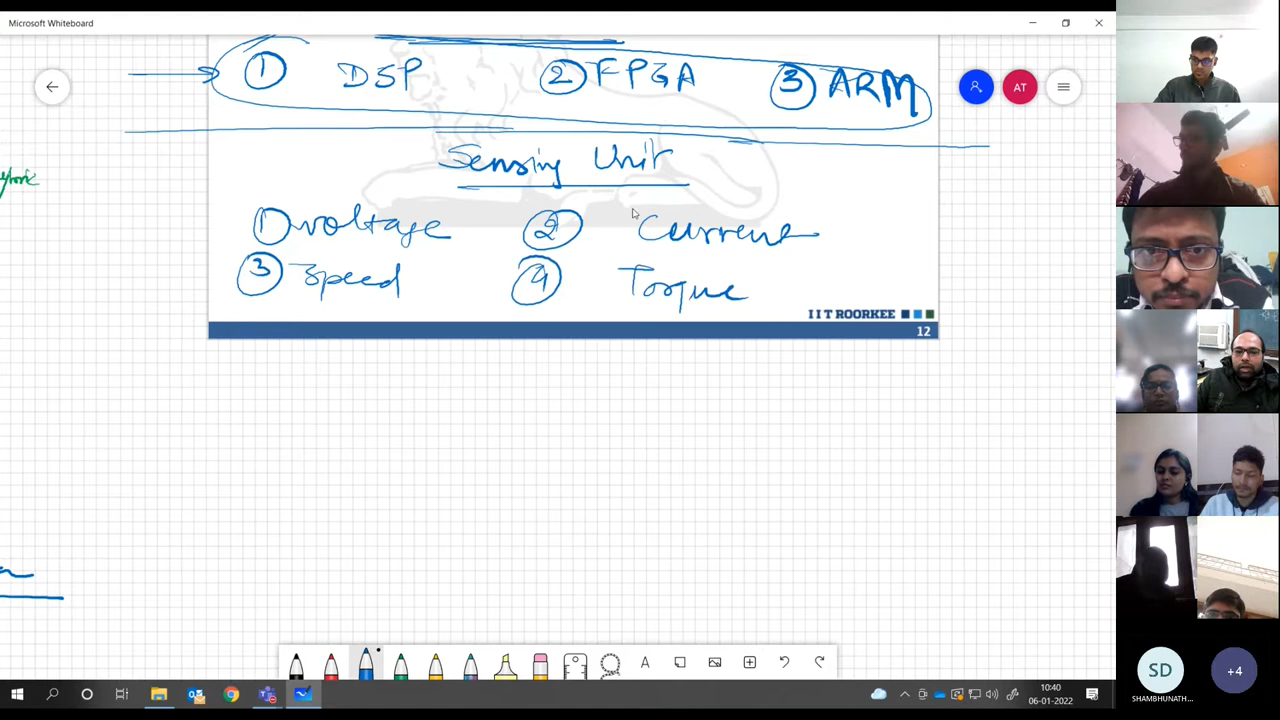 Microsoft Whiteboard
① DSP ② FPGA ③ ARM
Sensing Unit
① Voltage ② Current
③ Speed ④ Torque
IIT ROORKEE
12
AT
A
SD
+4
SHAMBHUNATH...
10:40
06-01-2022